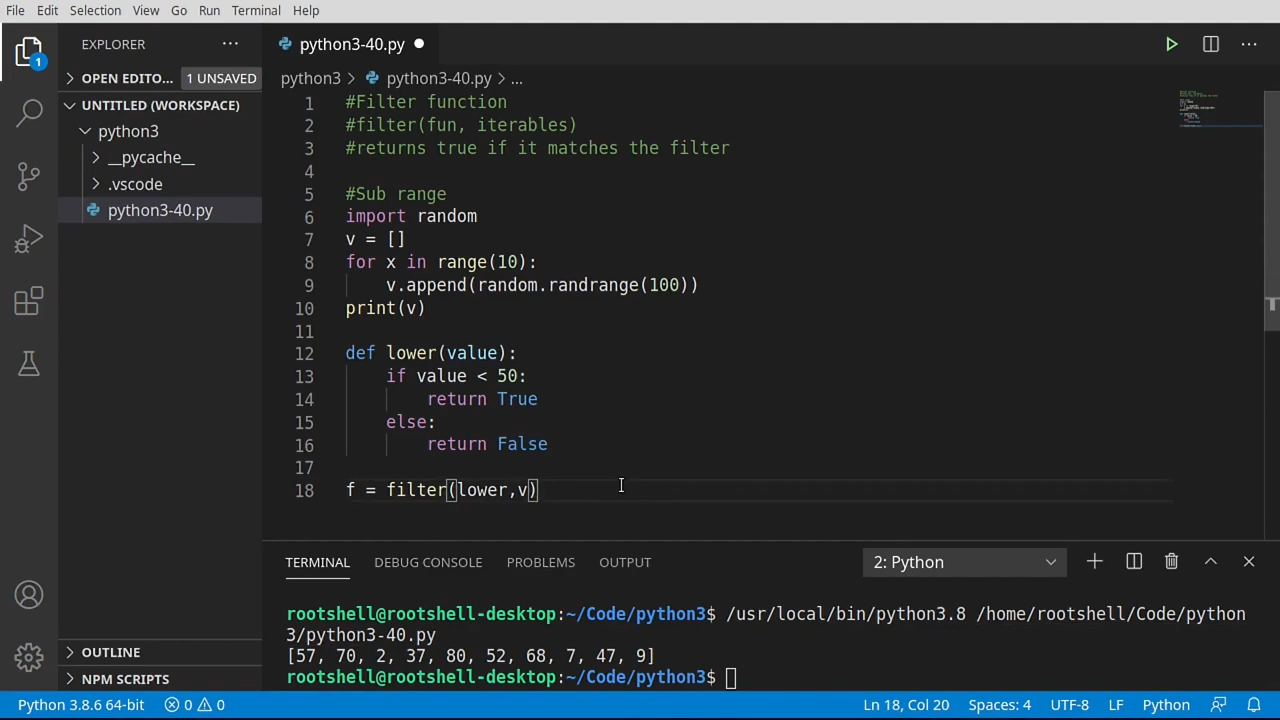 File Edit Selection View Go Run Terminal Help
EXPLORER ···
python3-40.py
OPEN EDITO... 1 UNSAVED
python3 > python3-40.py > ...
UNTITLED (WORKSPACE)
python3
__pycache__
.vscode
python3-40.py
1
1 #Filter function
2 #filter(fun, iterables)
3 #returns true if it matches the filter
4
5 #Sub range
6 import random
7 v = []
8 for x in range(10):
9 v.append(random.randrange(100))
10 print(v)
11
12 def lower(value):
13 if value < 50:
14 return True
15 else:
16 return False
17
18 f = filter(lower,v)
TERMINAL DEBUG CONSOLE PROBLEMS OUTPUT 2: Python
rootshell@rootshell-desktop:~/Code/python3$ /usr/local/bin/python3.8 /home/rootshell/Code/python
3/python3-40.py
[57, 70, 2, 37, 80, 52, 68, 7, 47, 9]
rootshell@rootshell-desktop:~/Code/python3$
OUTLINE
NPM SCRIPTS
Python 3.8.6 64-bit 0 0 Ln 18, Col 20 Spaces: 4 UTF-8 LF Python